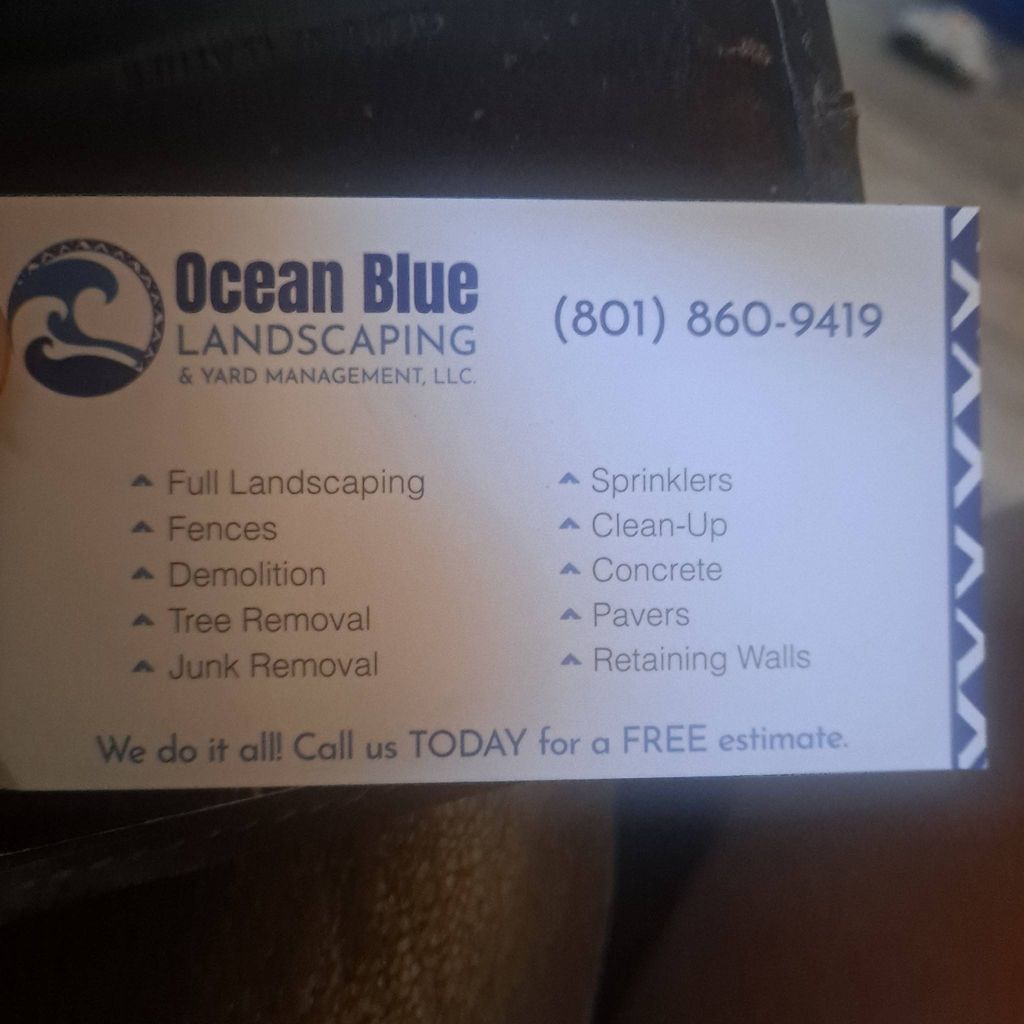 Ocean Blue
LANDSCAPING
& YARD MANAGEMENT, LLC.
(801) 860-9419
Full Landscaping
Fences
Demolition
Tree Removal
Junk Removal
Sprinklers
Clean-Up
Concrete
Pavers
Retaining Walls
We do it all! Call us TODAY for a FREE estimate.